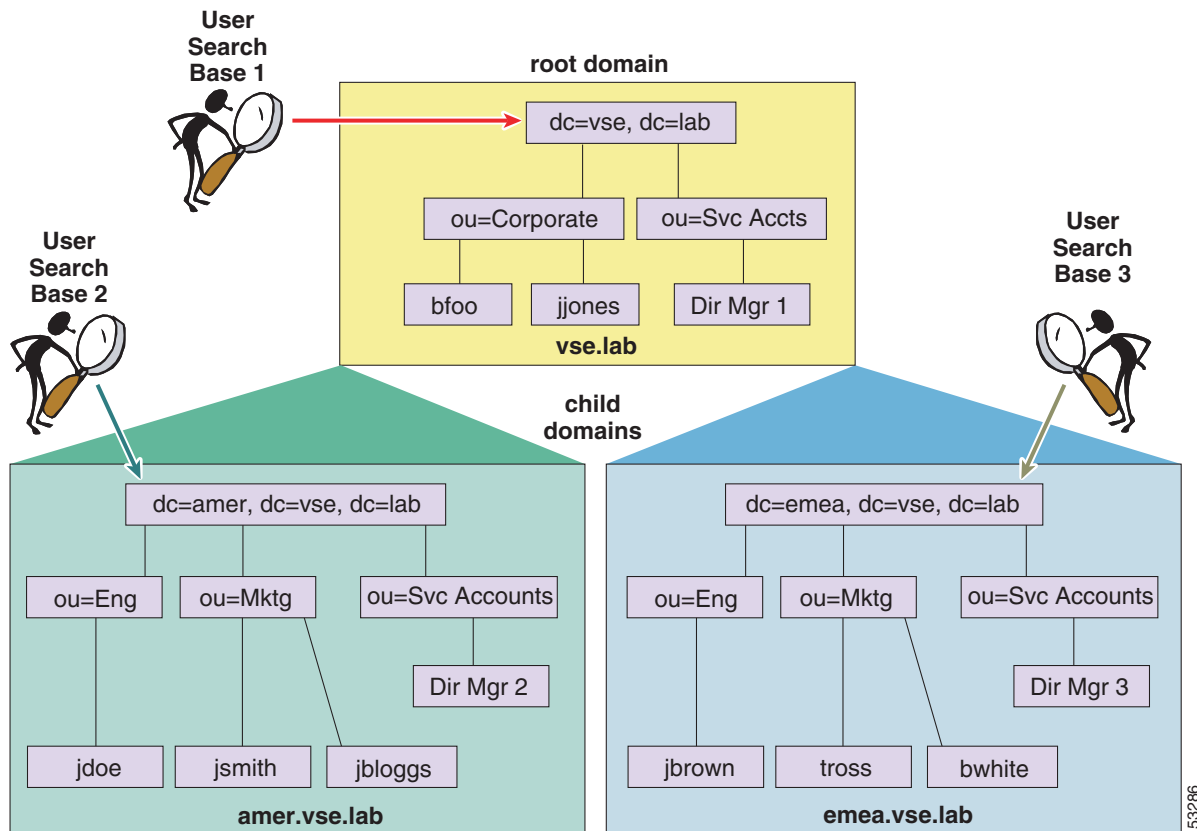 User
Search
Base 1
root domain
dc=vse, dc=lab
ou=Corporate
ou=Svc Accts
bfoo
jjones
Dir Mgr 1
vse.lab
User
Search
Base 2
User
Search
Base 3
child
domains
dc=amer, dc=vse, dc=lab
ou=Eng
ou=Mktg
ou=Svc Accounts
Dir Mgr 2
jdoe
jsmith
jbloggs
amer.vse.lab
dc=emea, dc=vse, dc=lab
ou=Eng
ou=Mktg
ou=Svc Accounts
Dir Mgr 3
jbrown
tross
bwhite
emea.vse.lab
53286